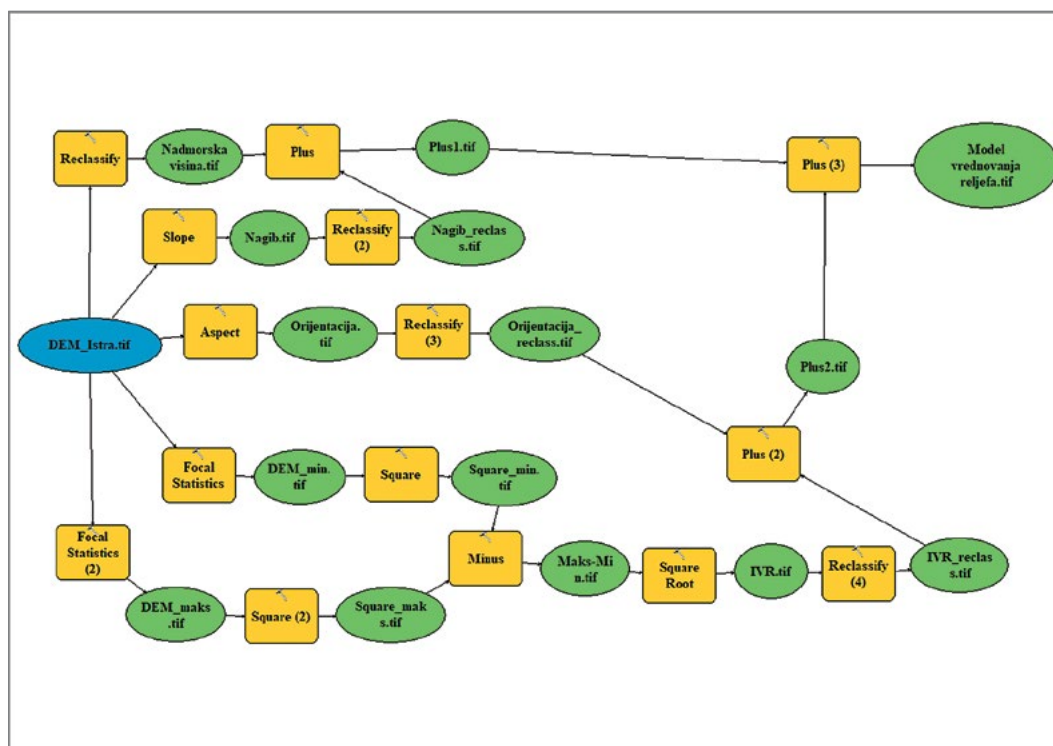 Reclassify
Nadmorska
visina.tif
Plus
Plus1.tif
Plus (3)
Model
vrednovanja
reljefa.tif
Slope
Nagib.tif
Reclassify
(2)
Nagib_reclas
s.tif
DEM_Istra.tif
Aspect
Orijentacija.
tif
Reclassify
(3)
Orijentacija_
reclass.tif
Plus2.tif
Plus (2)
Focal
Statistics
DEM_min.
tif
Square
Square_min.
tif
Focal
Statistics
(2)
DEM_maks
.tif
Square (2)
Square_mak
s.tif
Minus
Maks-Mi
n.tif
Square
Root
IVR.tif
Reclassify
(4)
IVR_reclas
s.tif